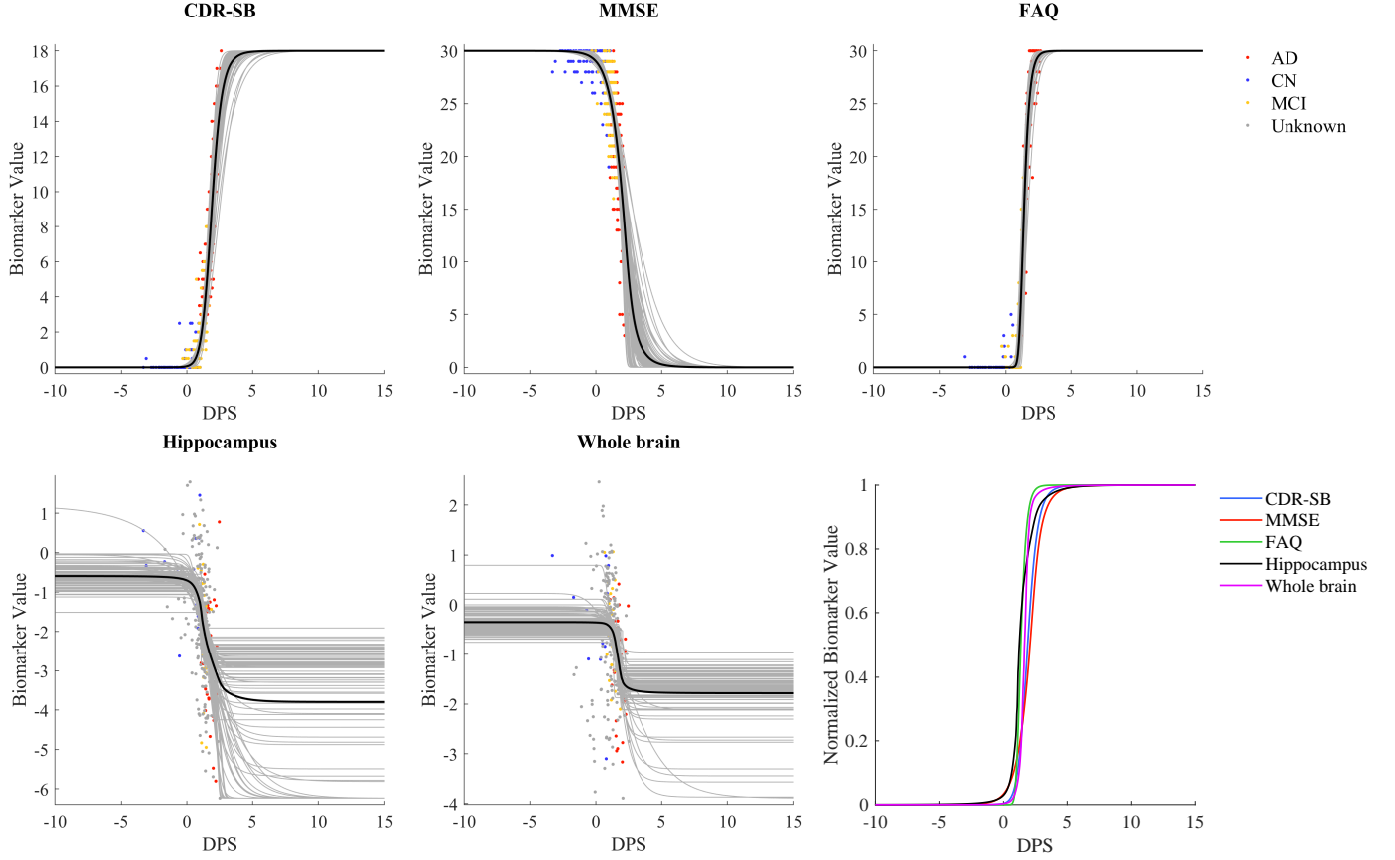 CDR-SB
MMSE
FAQ
18
16
14
12
10
8
6
4
2
0
Biomarker Value
-10 -5 0 5 10 15
DPS
30
25
20
15
10
5
0
Biomarker Value
-10 -5 0 5 10 15
DPS
30
25
20
15
10
5
0
Biomarker Value
-10 -5 0 5 10 15
DPS
AD
CN
MCI
Unknown
Hippocampus
Whole brain
1
0
-1
-2
-3
-4
-5
-6
Biomarker Value
-10 -5 0 5 10 15
DPS
2
1
0
-1
-2
-3
-4
Biomarker Value
-10 -5 0 5 10 15
DPS
1
0.8
0.6
0.4
0.2
0
Normalized Biomarker Value
-10 -5 0 5 10 15
DPS
CDR-SB
MMSE
FAQ
Hippocampus
Whole brain